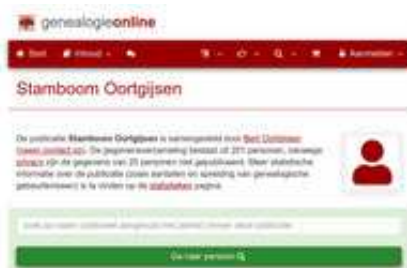 genealogieonline
Start Inhoud Aanmelden
Stamboom Oortgijsen
De publicatie Stamboom Oortgijsen is samengesteld door Bert Oortgijsen
(neem contact op). De gegevensverzameling bestaat uit 201 personen, vanwege
privacy zijn de gegevens van 20 personen niet gepubliceerd. Meer statistische
informatie over de publicatie (zoals aantallen en spreiding van genealogische
gebeurtenissen) is te vinden op de statistieken pagina.
Ga naar persoon